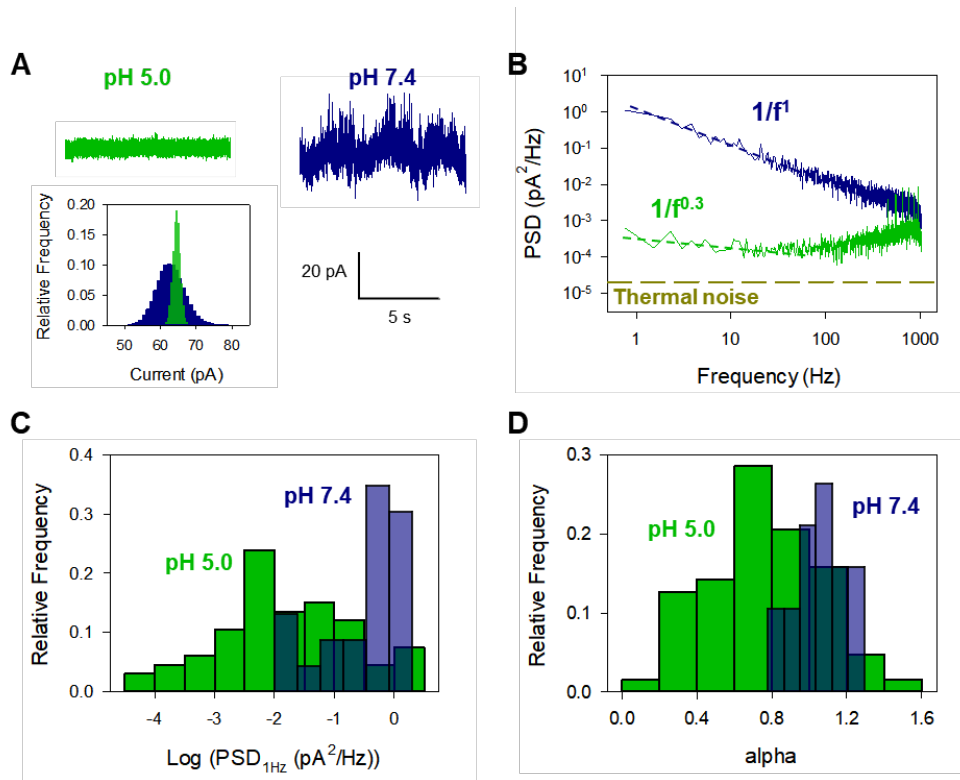 A
pH 5.0
pH 7.4
0.20
0.15
0.10
0.05
0.00
Relative Frequency
50 60 70 80
Current (pA)
20 pA
5 s
B
10¹
10⁰
10⁻¹
10⁻²
10⁻³
10⁻⁴
10⁻⁵
PSD (pA²/Hz)
1/f¹
1/f⁰·³
Thermal noise
1 10 100 1000
Frequency (Hz)
C
0.4
0.3
0.2
0.1
0.0
Relative Frequency
pH 7.4
pH 5.0
-4 -3 -2 -1 0
Log (PSD₁Hz (pA²/Hz))
D
0.3
0.2
0.1
0.0
Relative Frequency
pH 5.0
pH 7.4
0.0 0.4 0.8 1.2 1.6
alpha